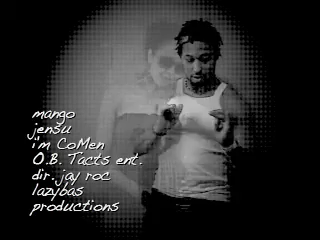 mango
jensu
i'm CoMen
O.B. Tacts ent.
dir. jay roc
lazybas
productions